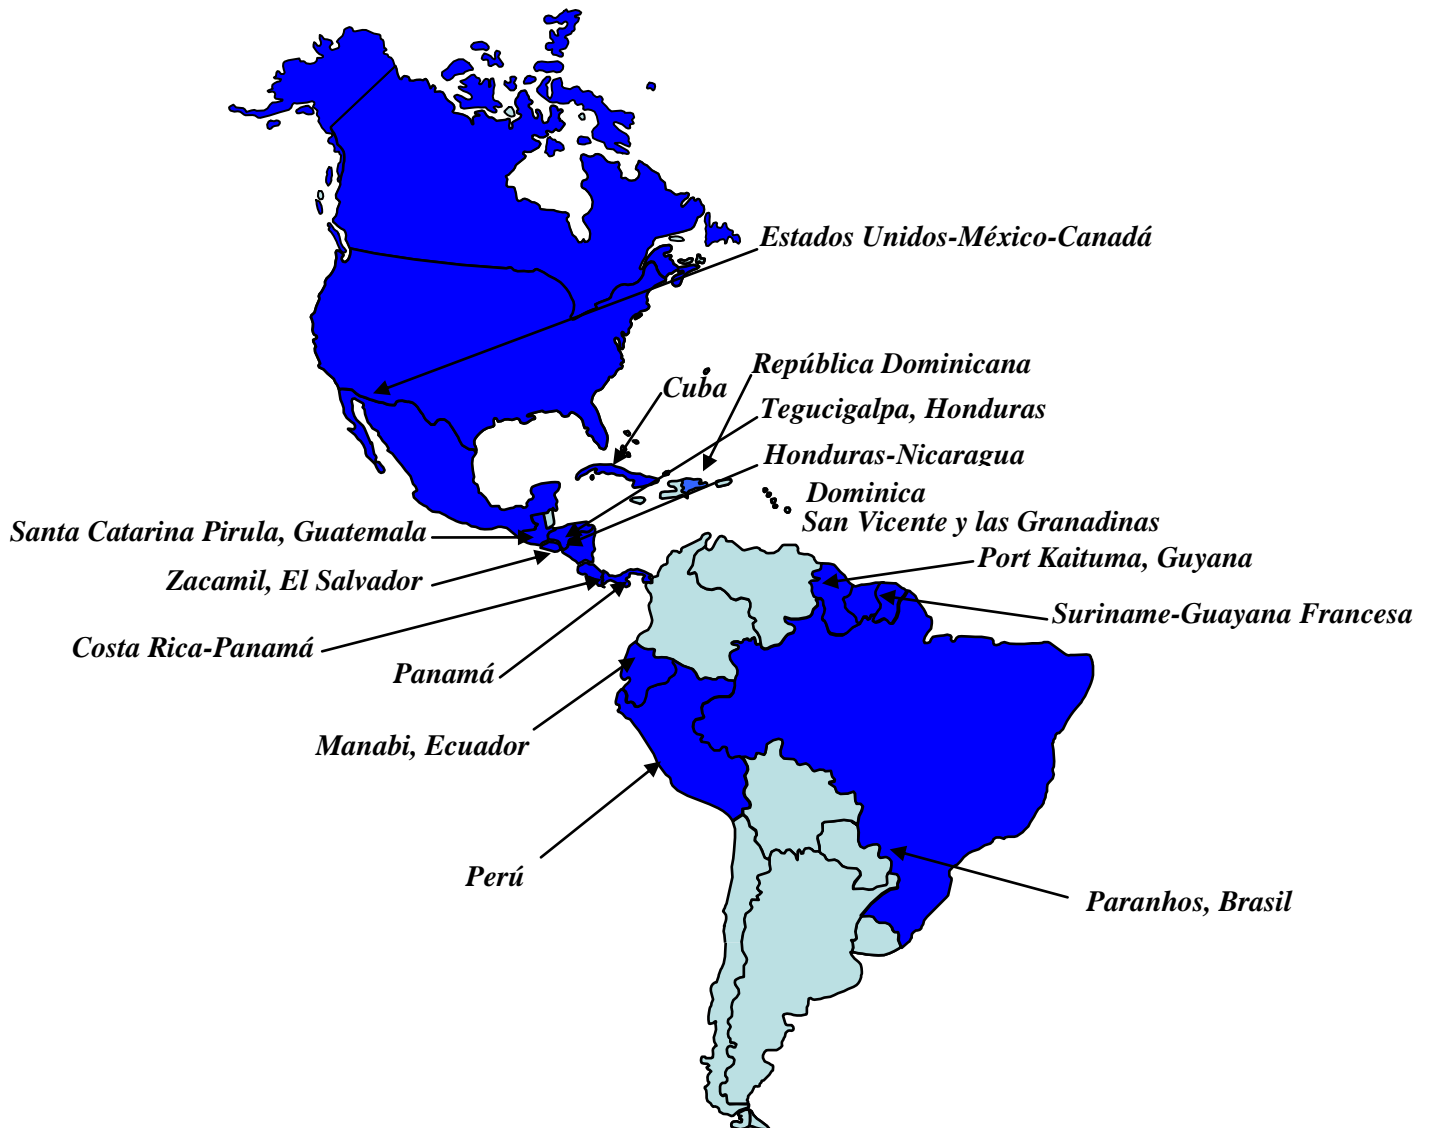 Estados Unidos-México-Canadá
República Dominicana
Cuba
Tegucigalpa, Honduras
Honduras-Nicaragua
Dominica
San Vicente y las Granadinas
Santa Catarina Pirula, Guatemala
Port Kaituma, Guyana
Zacamil, El Salvador
Suriname-Guayana Francesa
Costa Rica-Panamá
Panamá
Manabi, Ecuador
Perú
Paranhos, Brasil